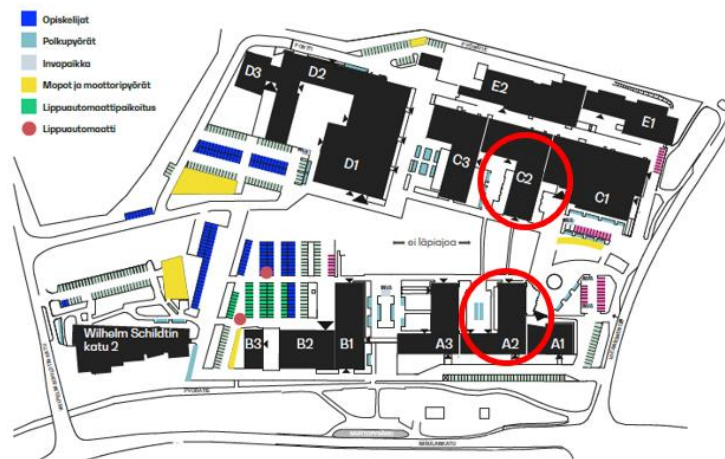 Opiskelijat
Polkupyörät
Invapaikka
Mopot ja moottoripyörät
Lippuautomaattipaikoitus
Lippuautomaatti
D3
D2
E2
E1
D1
C3
C2
C1
← ei läpiajoa →
Wilhelm Schildtin
katu 2
B3
B2
B1
A3
A2
A1